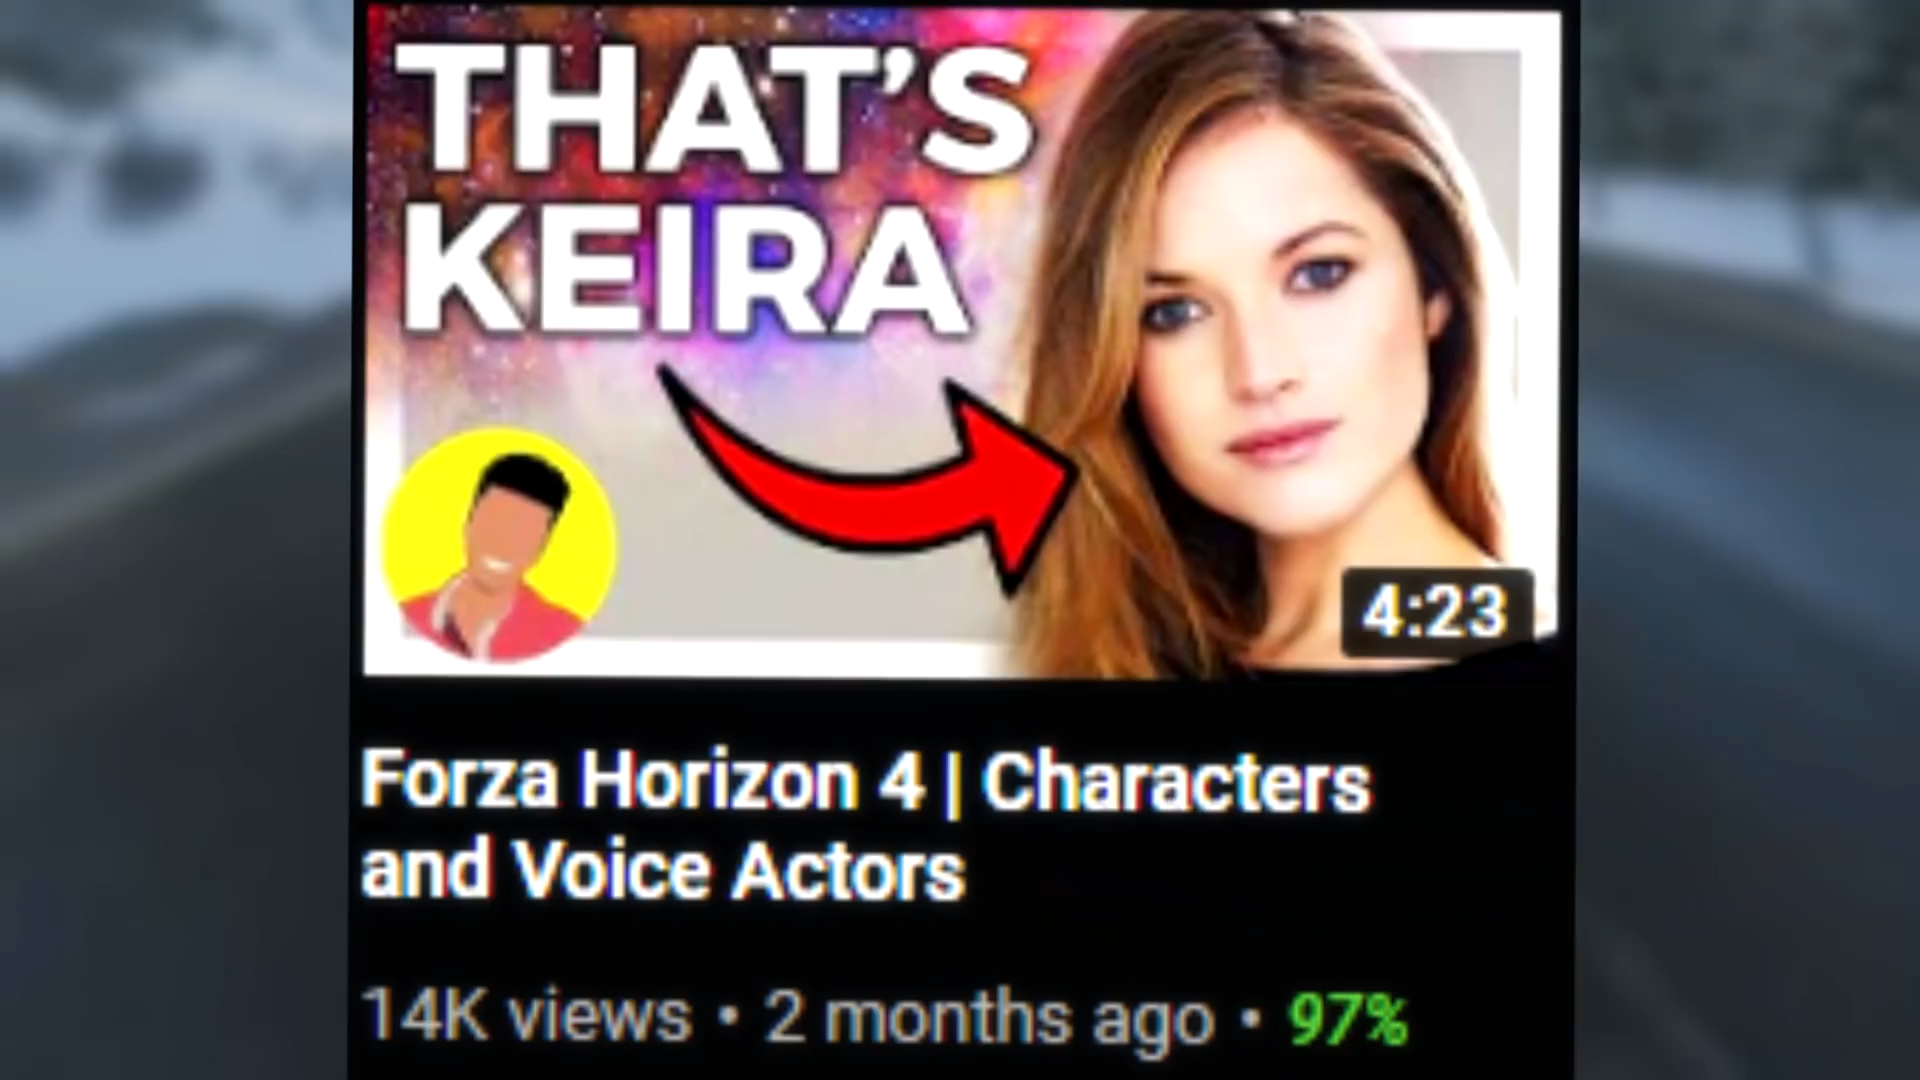 THAT'S
KEIRA
4:23
Forza Horizon 4 | Characters
and Voice Actors
14K views • 2 months ago • 97%